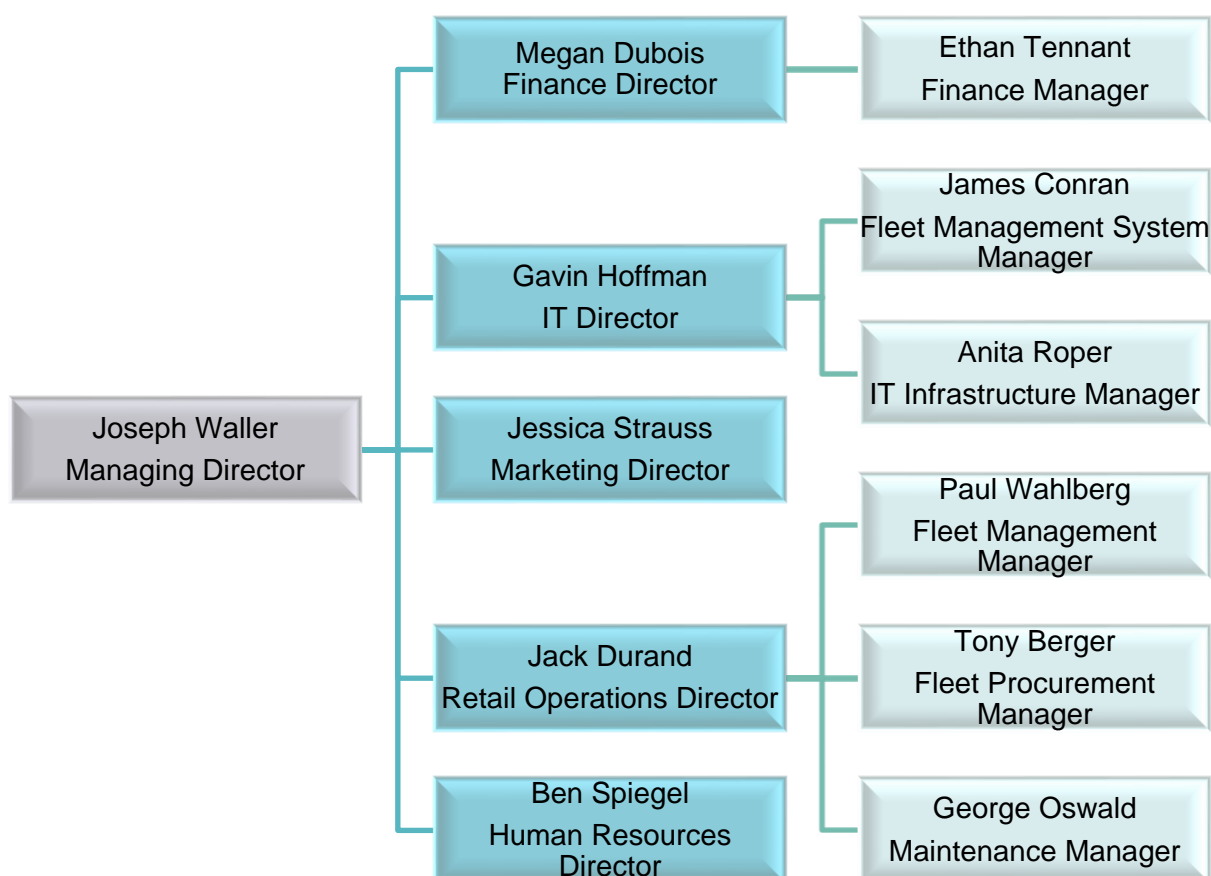 Megan Dubois
Finance Director
Ethan Tennant
Finance Manager
James Conran
Fleet Management System
Manager
Gavin Hoffman
IT Director
Anita Roper
IT Infrastructure Manager
Joseph Waller
Managing Director
Jessica Strauss
Marketing Director
Paul Wahlberg
Fleet Management
Manager
Jack Durand
Retail Operations Director
Tony Berger
Fleet Procurement
Manager
Ben Spiegel
Human Resources
Director
George Oswald
Maintenance Manager